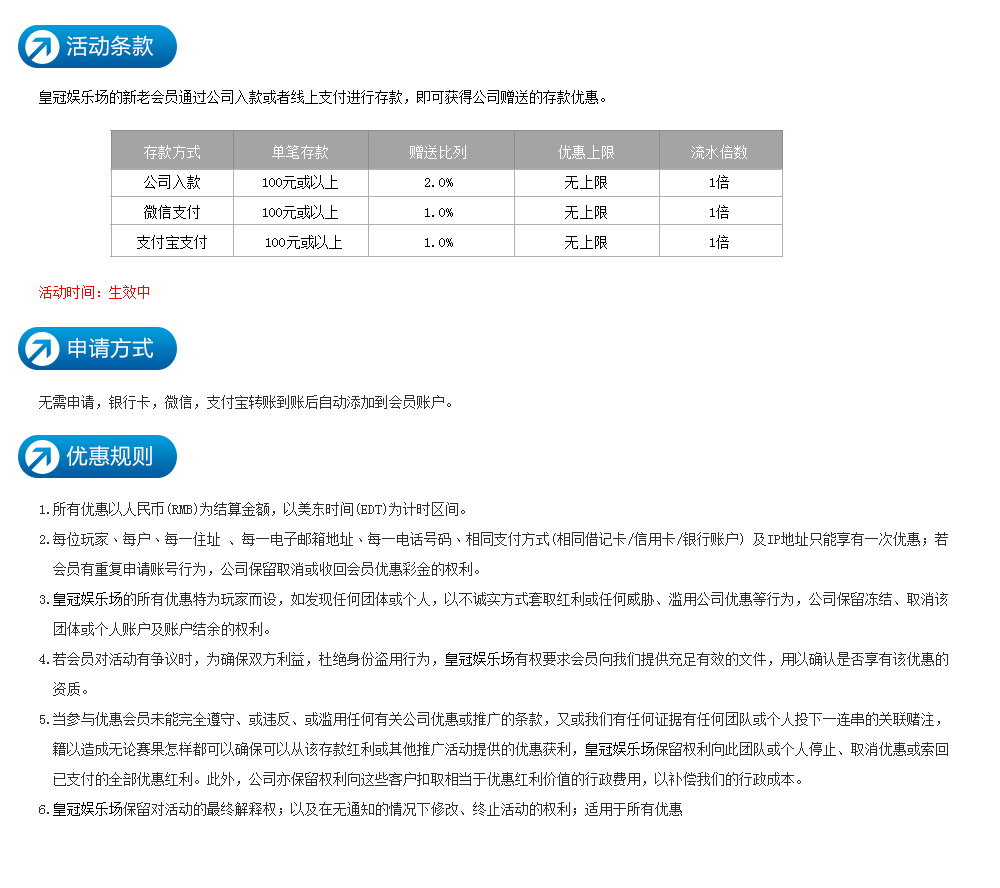 活动条款
皇冠娱乐场的新老会员通过公司入款或者线上支付进行存款，即可获得公司赠送的存款优惠。
存款方式 单笔存款 赠送比列 优惠上限 流水倍数
公司入款 100元或以上 2.0% 无上限 1倍
微信支付 100元或以上 1.0% 无上限 1倍
支付宝支付 100元或以上 1.0% 无上限 1倍
活动时间：生效中
申请方式
无需申请，银行卡，微信，支付宝转账到账后自动添加到会员账户。
优惠规则
1.所有优惠以人民币(RMB)为结算金额，以美东时间(EDT)为计时区间。
2.每位玩家、每户、每一住址 、每一电子邮箱地址、每一电话号码、相同支付方式(相同借记卡/信用卡/银行账户) 及IP地址只能享有一次优惠；若
会员有重复申请账号行为，公司保留取消或收回会员优惠彩金的权利。
3.皇冠娱乐场的所有优惠特为玩家而设，如发现任何团体或个人，以不诚实方式套取红利或任何威胁、滥用公司优惠等行为，公司保留冻结、取消该
团体或个人账户及账户结余的权利。
4.若会员对活动有争议时，为确保双方利益，杜绝身份盗用行为，皇冠娱乐场有权要求会员向我们提供充足有效的文件，用以确认是否享有该优惠的
资质。
5.当参与优惠会员未能完全遵守、或违反、或滥用任何有关公司优惠或推广的条款，又或我们有任何证据有任何团队或个人投下一连串的关联赌注，
籍以造成无论赛果怎样都可以确保可以从该存款红利或其他推广活动提供的优惠获利，皇冠娱乐场保留权利向此团队或个人停止、取消优惠或索回
已支付的全部优惠红利。此外，公司亦保留权利向这些客户扣取相当于优惠红利价值的行政费用，以补偿我们的行政成本。
6.皇冠娱乐场保留对活动的最终解释权；以及在无通知的情况下修改、终止活动的权利；适用于所有优惠